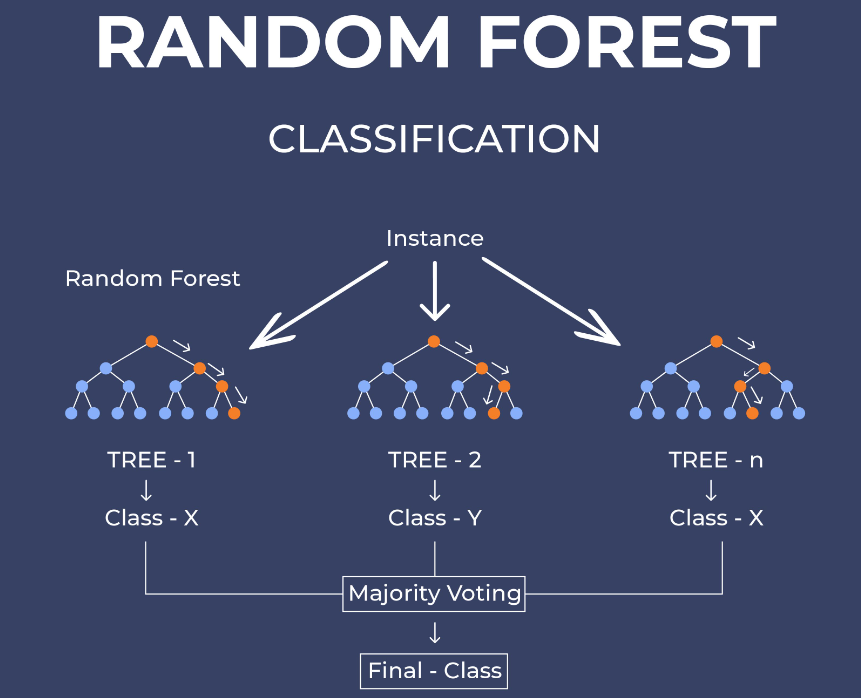 RANDOM FOREST
CLASSIFICATION
Instance
Random Forest
TREE - 1
TREE - 2
TREE - n
Class - X
Class - Y
Class - X
Majority Voting
Final - Class